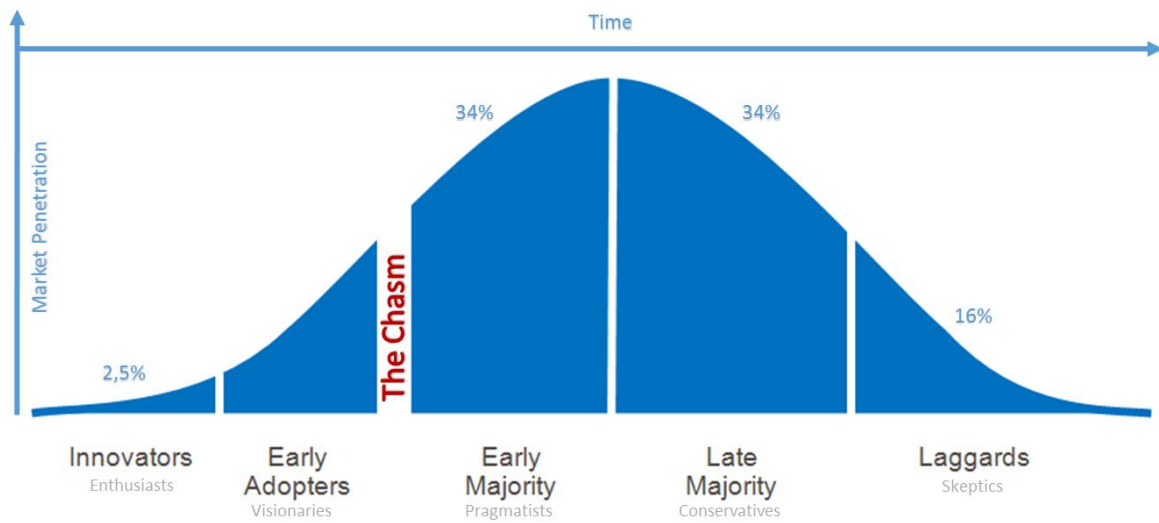 Time
Market Penetration
34%
34%
16%
2,5%
The Chasm
Innovators
Enthusiasts
Early
Adopters
Visionaries
Early
Majority
Pragmatists
Late
Majority
Conservatives
Laggards
Skeptics